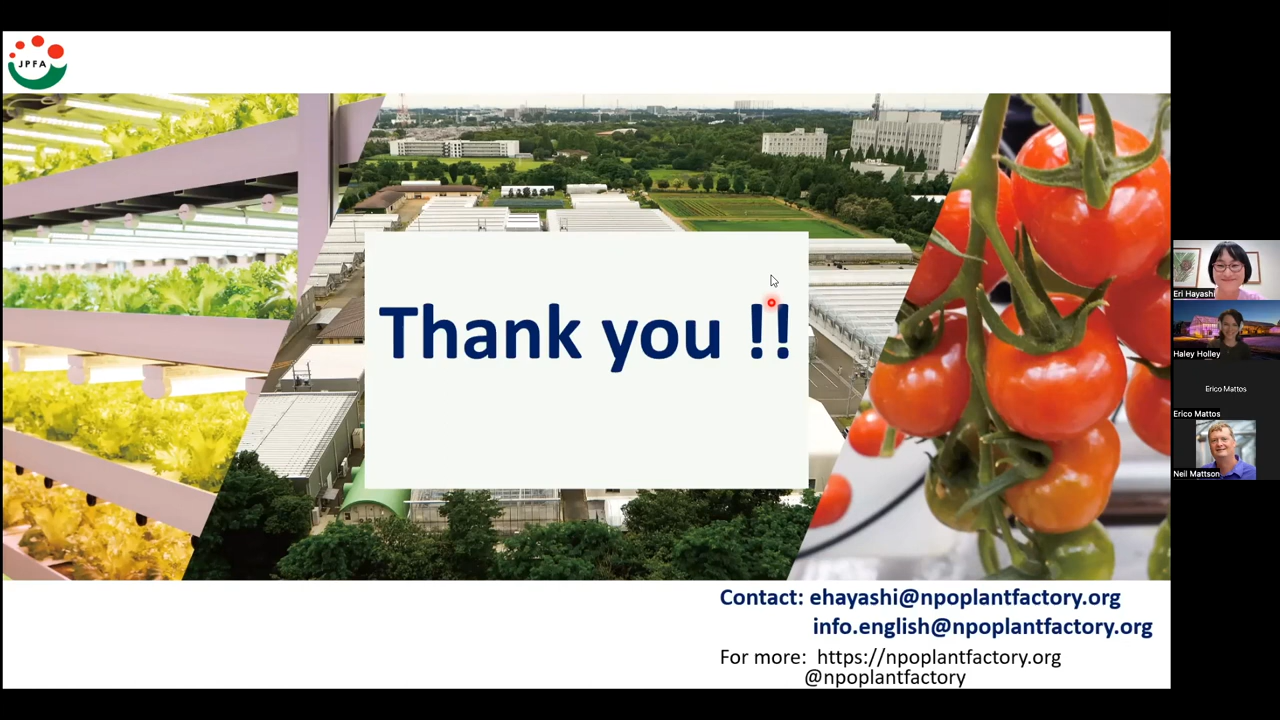 JPFA
Thank you !!
Contact: ehayashi@npoplantfactory.org
info.english@npoplantfactory.org
For more: https://npoplantfactory.org
@npoplantfactory
Eri Hayashi
Haley Holley
Erico Mattos
Erico Mattos
Neil Mattson